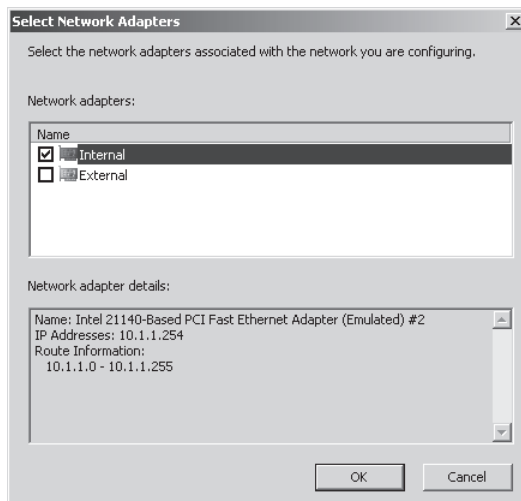 Select Network Adapters
Select the network adapters associated with the network you are configuring.
Network adapters:
Name
Internal
External
Network adapter details:
Name: Intel 21140-Based PCI Fast Ethernet Adapter (Emulated) #2
IP Addresses: 10.1.1.254
Route Information:
10.1.1.0 - 10.1.1.255
OK
Cancel